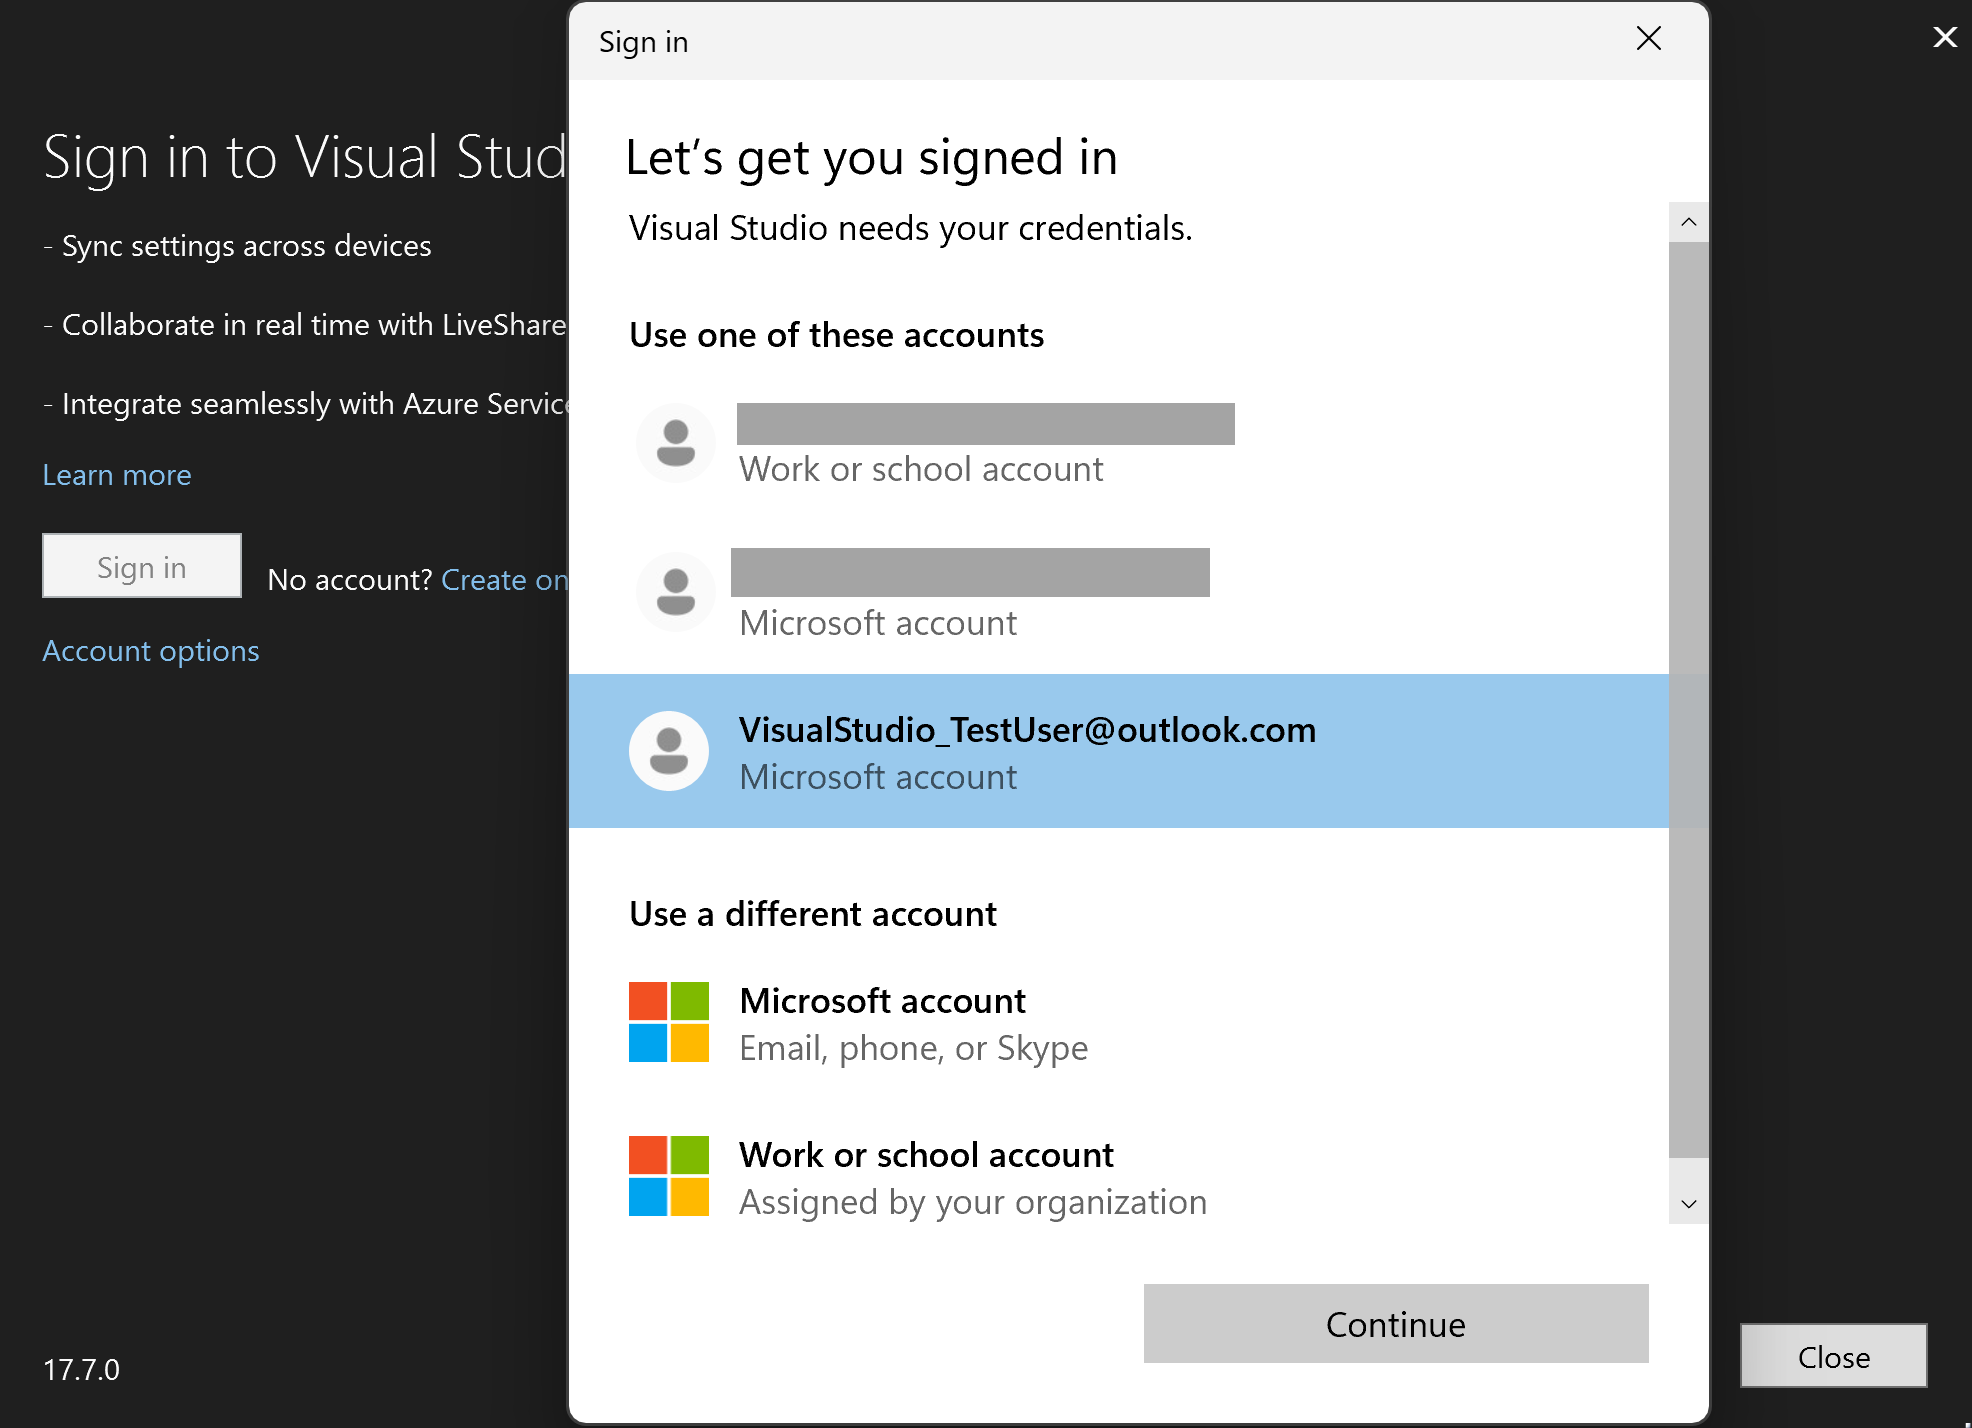 Sign in
Let's get you signed in
Visual Studio needs your credentials.
Use one of these accounts
Work or school account
Microsoft account
VisualStudio_TestUser@outlook.com
Microsoft account
Use a different account
Microsoft account
Email, phone, or Skype
Work or school account
Assigned by your organization
Continue
Sign in to Visual Stud
- Sync settings across devices
- Collaborate in real time with LiveShare
- Integrate seamlessly with Azure Service
Learn more
Sign in
No account? Create on
Account options
17.7.0
Close